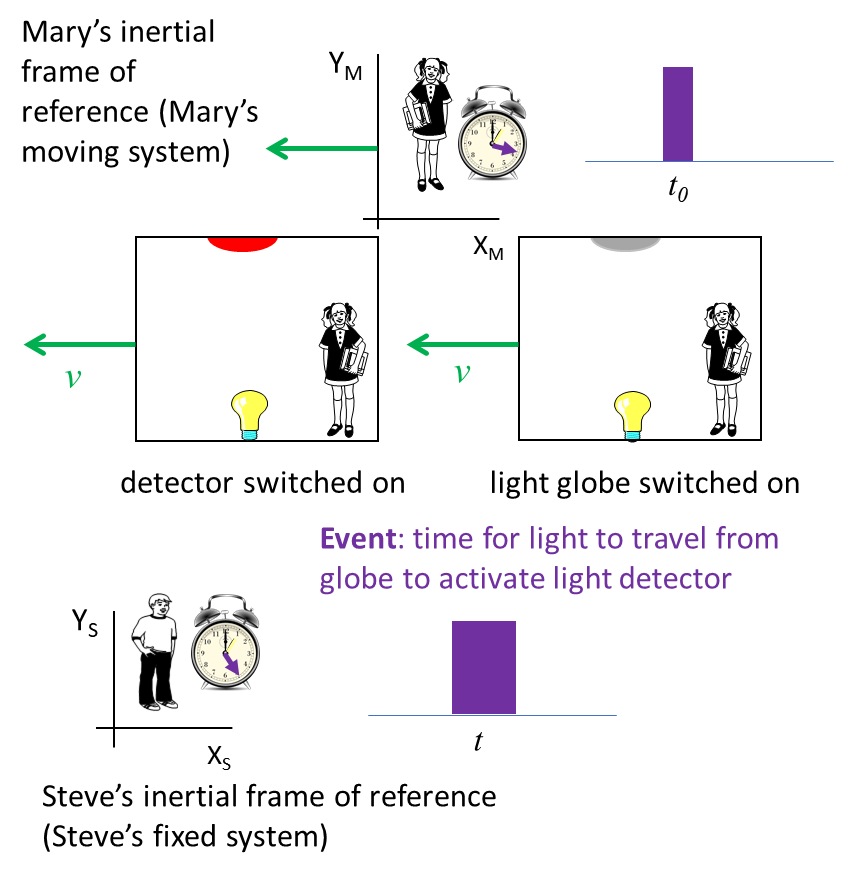 Mary's inertial
frame of
reference (Mary's
moving system)
Y_M
X_M
t_0
v
v
detector switched on
light globe switched on
Event: time for light to travel from
globe to activate light detector
Y_S
X_S
t
Steve's inertial frame of reference
(Steve's fixed system)